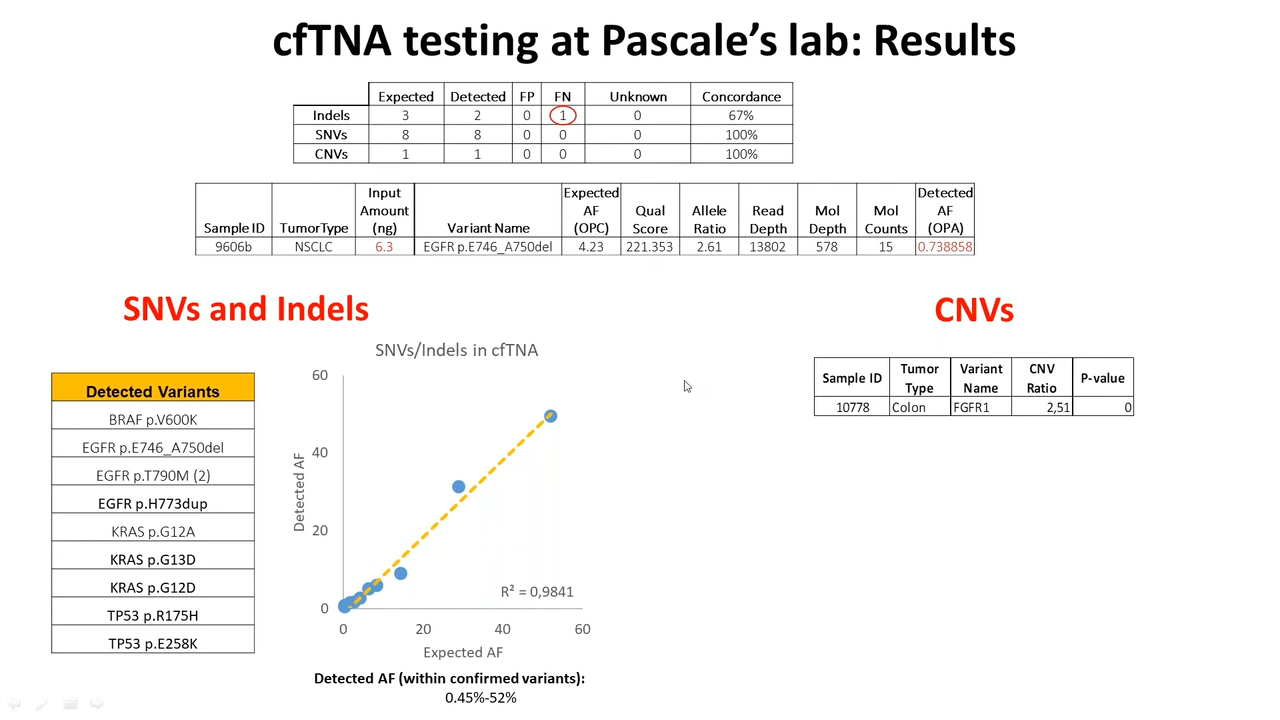 cfTNA testing at Pascale's lab: Results
Expected Detected FP FN Unknown Concordance
Indels 3 2 0 1 0 67%
SNVs 8 8 0 0 0 100%
CNVs 1 1 0 0 0 100%
Sample ID TumorType Input Amount (ng) Variant Name Expected AF (OPC) Qual Score Allele Ratio Read Depth Mol Depth Mol Counts Detected AF (OPA)
9606b NSCLC 6.3 EGFR p.E746_A750del 4.23 221.353 2.61 13802 578 15 0.738858
SNVs and Indels
Detected Variants
BRAF p.V600K
EGFR p.E746_A750del
EGFR p.T790M (2)
EGFR p.H773dup
KRAS p.G12A
KRAS p.G13D
KRAS p.G12D
TP53 p.R175H
TP53 p.E258K
SNVs/Indels in cfTNA
60
40
20
0
Detected AF
R² = 0,9841
0 20 40 60
Expected AF
Detected AF (within confirmed variants):
0.45%-52%
CNVs
Sample ID Tumor Type Variant Name CNV Ratio P-value
10778 Colon FGFR1 2,51 0